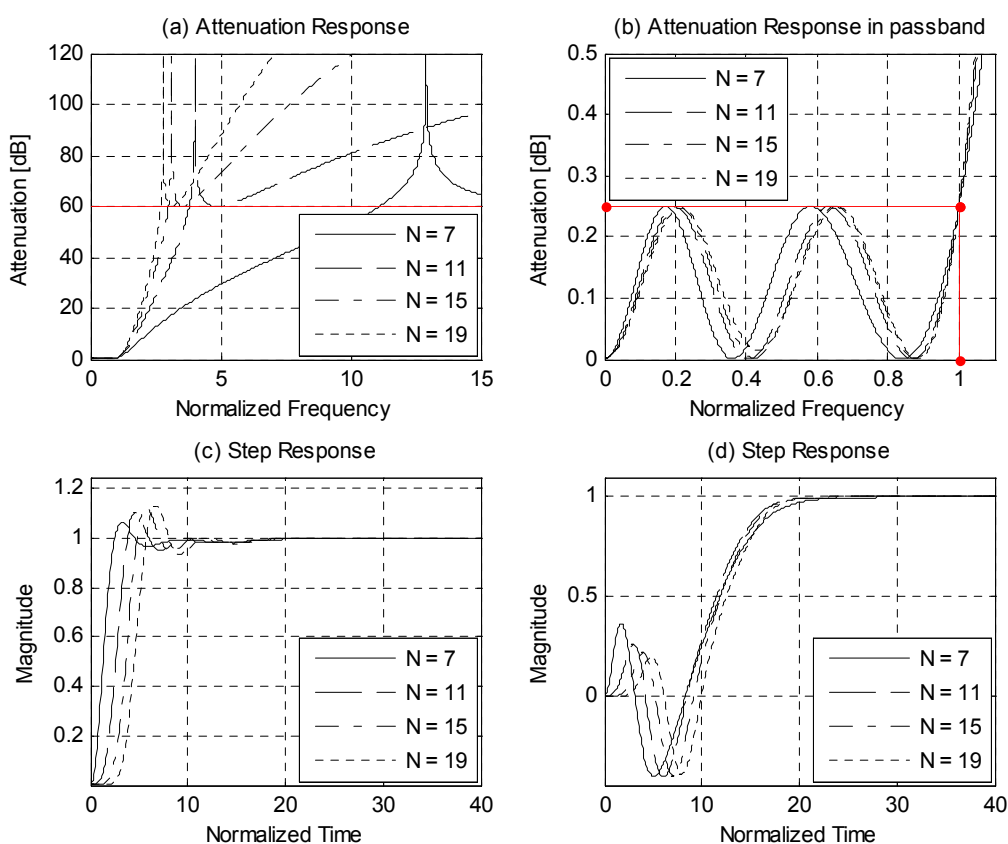 (a) Attenuation Response
120
100
80
60
40
20
0
Attenuation [dB]
0
5
10
15
Normalized Frequency
N = 7
N = 11
N = 15
N = 19
(b) Attenuation Response in passband
0.5
0.4
0.3
0.2
0.1
0
Attenuation [dB]
0
0.2
0.4
0.6
0.8
1
Normalized Frequency
N = 7
N = 11
N = 15
N = 19
(c) Step Response
1.2
1
0.8
0.6
0.4
0.2
Magnitude
0
10
20
30
40
Normalized Time
N = 7
N = 11
N = 15
N = 19
(d) Step Response
1
0.5
0
Magnitude
0
10
20
30
40
Normalized Time
N = 7
N = 11
N = 15
N = 19